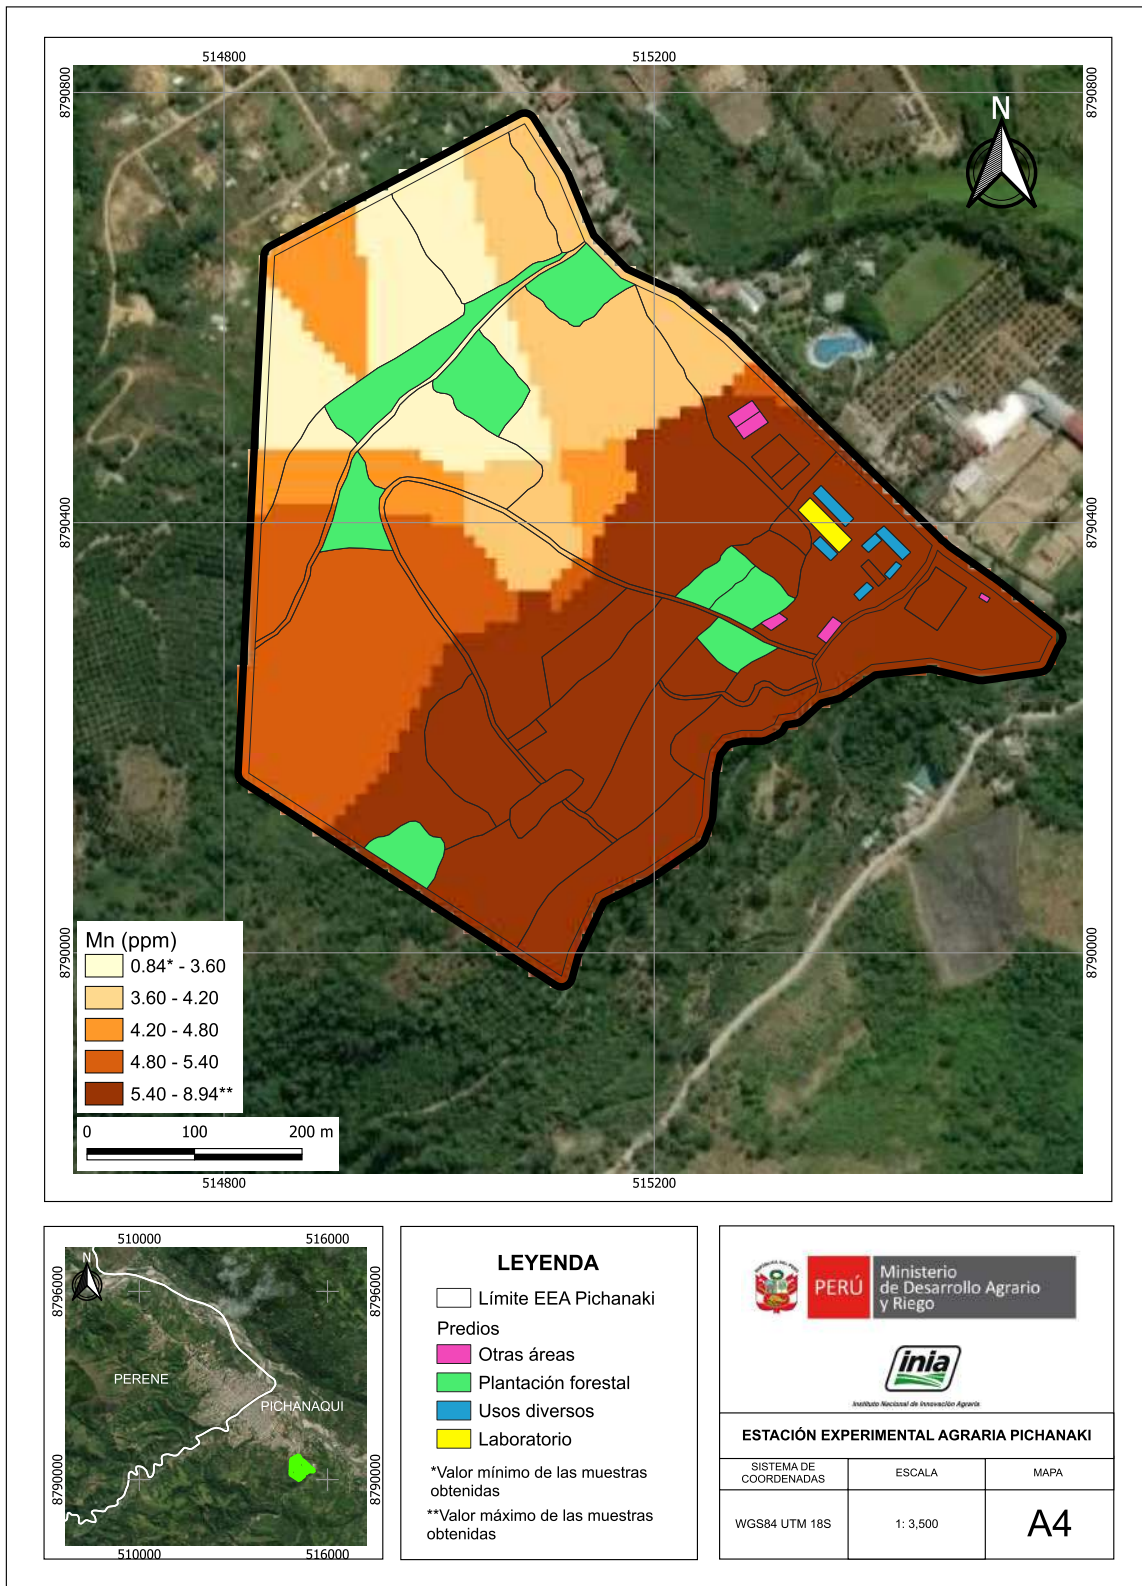 514800
515200
8790800
8790800
N
8790400
8790400
8790000
8790000
Mn (ppm)
0.84* - 3.60
3.60 - 4.20
4.20 - 4.80
4.80 - 5.40
5.40 - 8.94**
0 100 200 m
514800
515200
510000
516000
N
8796000
8796000
PERENE
PICHANAQUI
8790000
8790000
510000
516000
LEYENDA
Límite EEA Pichanaki
Predios
Otras áreas
Plantación forestal
Usos diversos
Laboratorio
*Valor mínimo de las muestras
obtenidas
**Valor máximo de las muestras
obtenidas
PERÚ
Ministerio
de Desarrollo Agrario
y Riego
inia
Instituto Nacional de Innovación Agraria
ESTACIÓN EXPERIMENTAL AGRARIA PICHANAKI
SISTEMA DE
COORDENADAS
ESCALA
MAPA
WGS84 UTM 18S
1: 3,500
A4